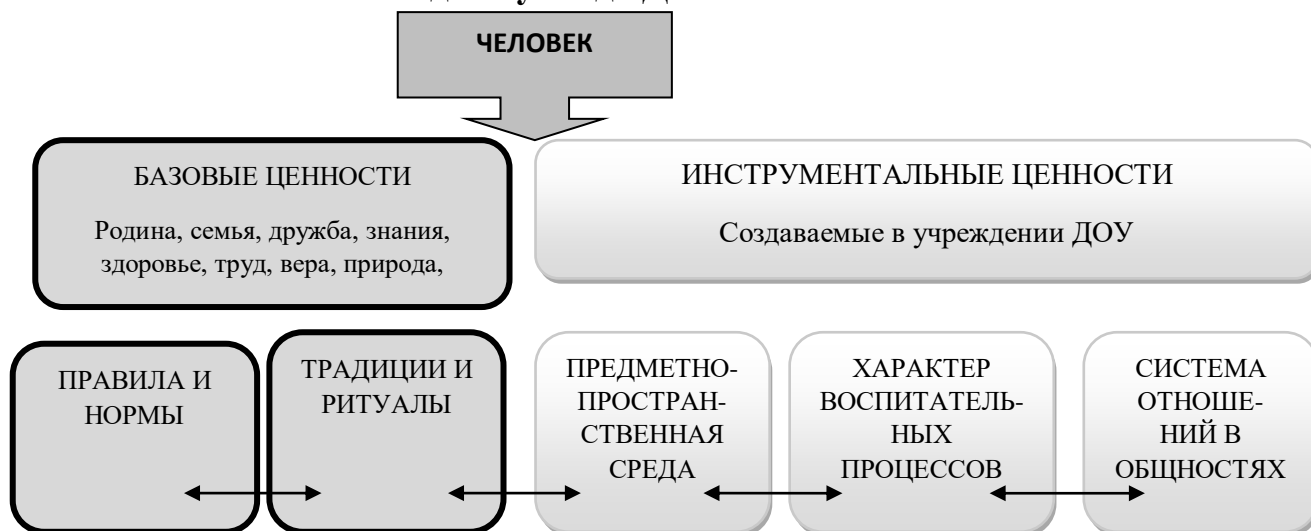 ЧЕЛОВЕК
БАЗОВЫЕ ЦЕННОСТИ
Родина, семья, дружба, знания,
здоровье, труд, вера, природа,
ИНСТРУМЕНТАЛЬНЫЕ ЦЕННОСТИ
Создаваемые в учреждении ДОУ
ПРАВИЛА И
НОРМЫ
ТРАДИЦИИ И
РИТУАЛЫ
ПРЕДМЕТНО-
ПРОСТРАН-
СТВЕННАЯ
СРЕДА
ХАРАКТЕР
ВОСПИТАТЕЛЬ-
НЫХ
ПРОЦЕССОВ
СИСТЕМА
ОТНОШЕ-
НИЙ В
ОБЩНОСТЯХ